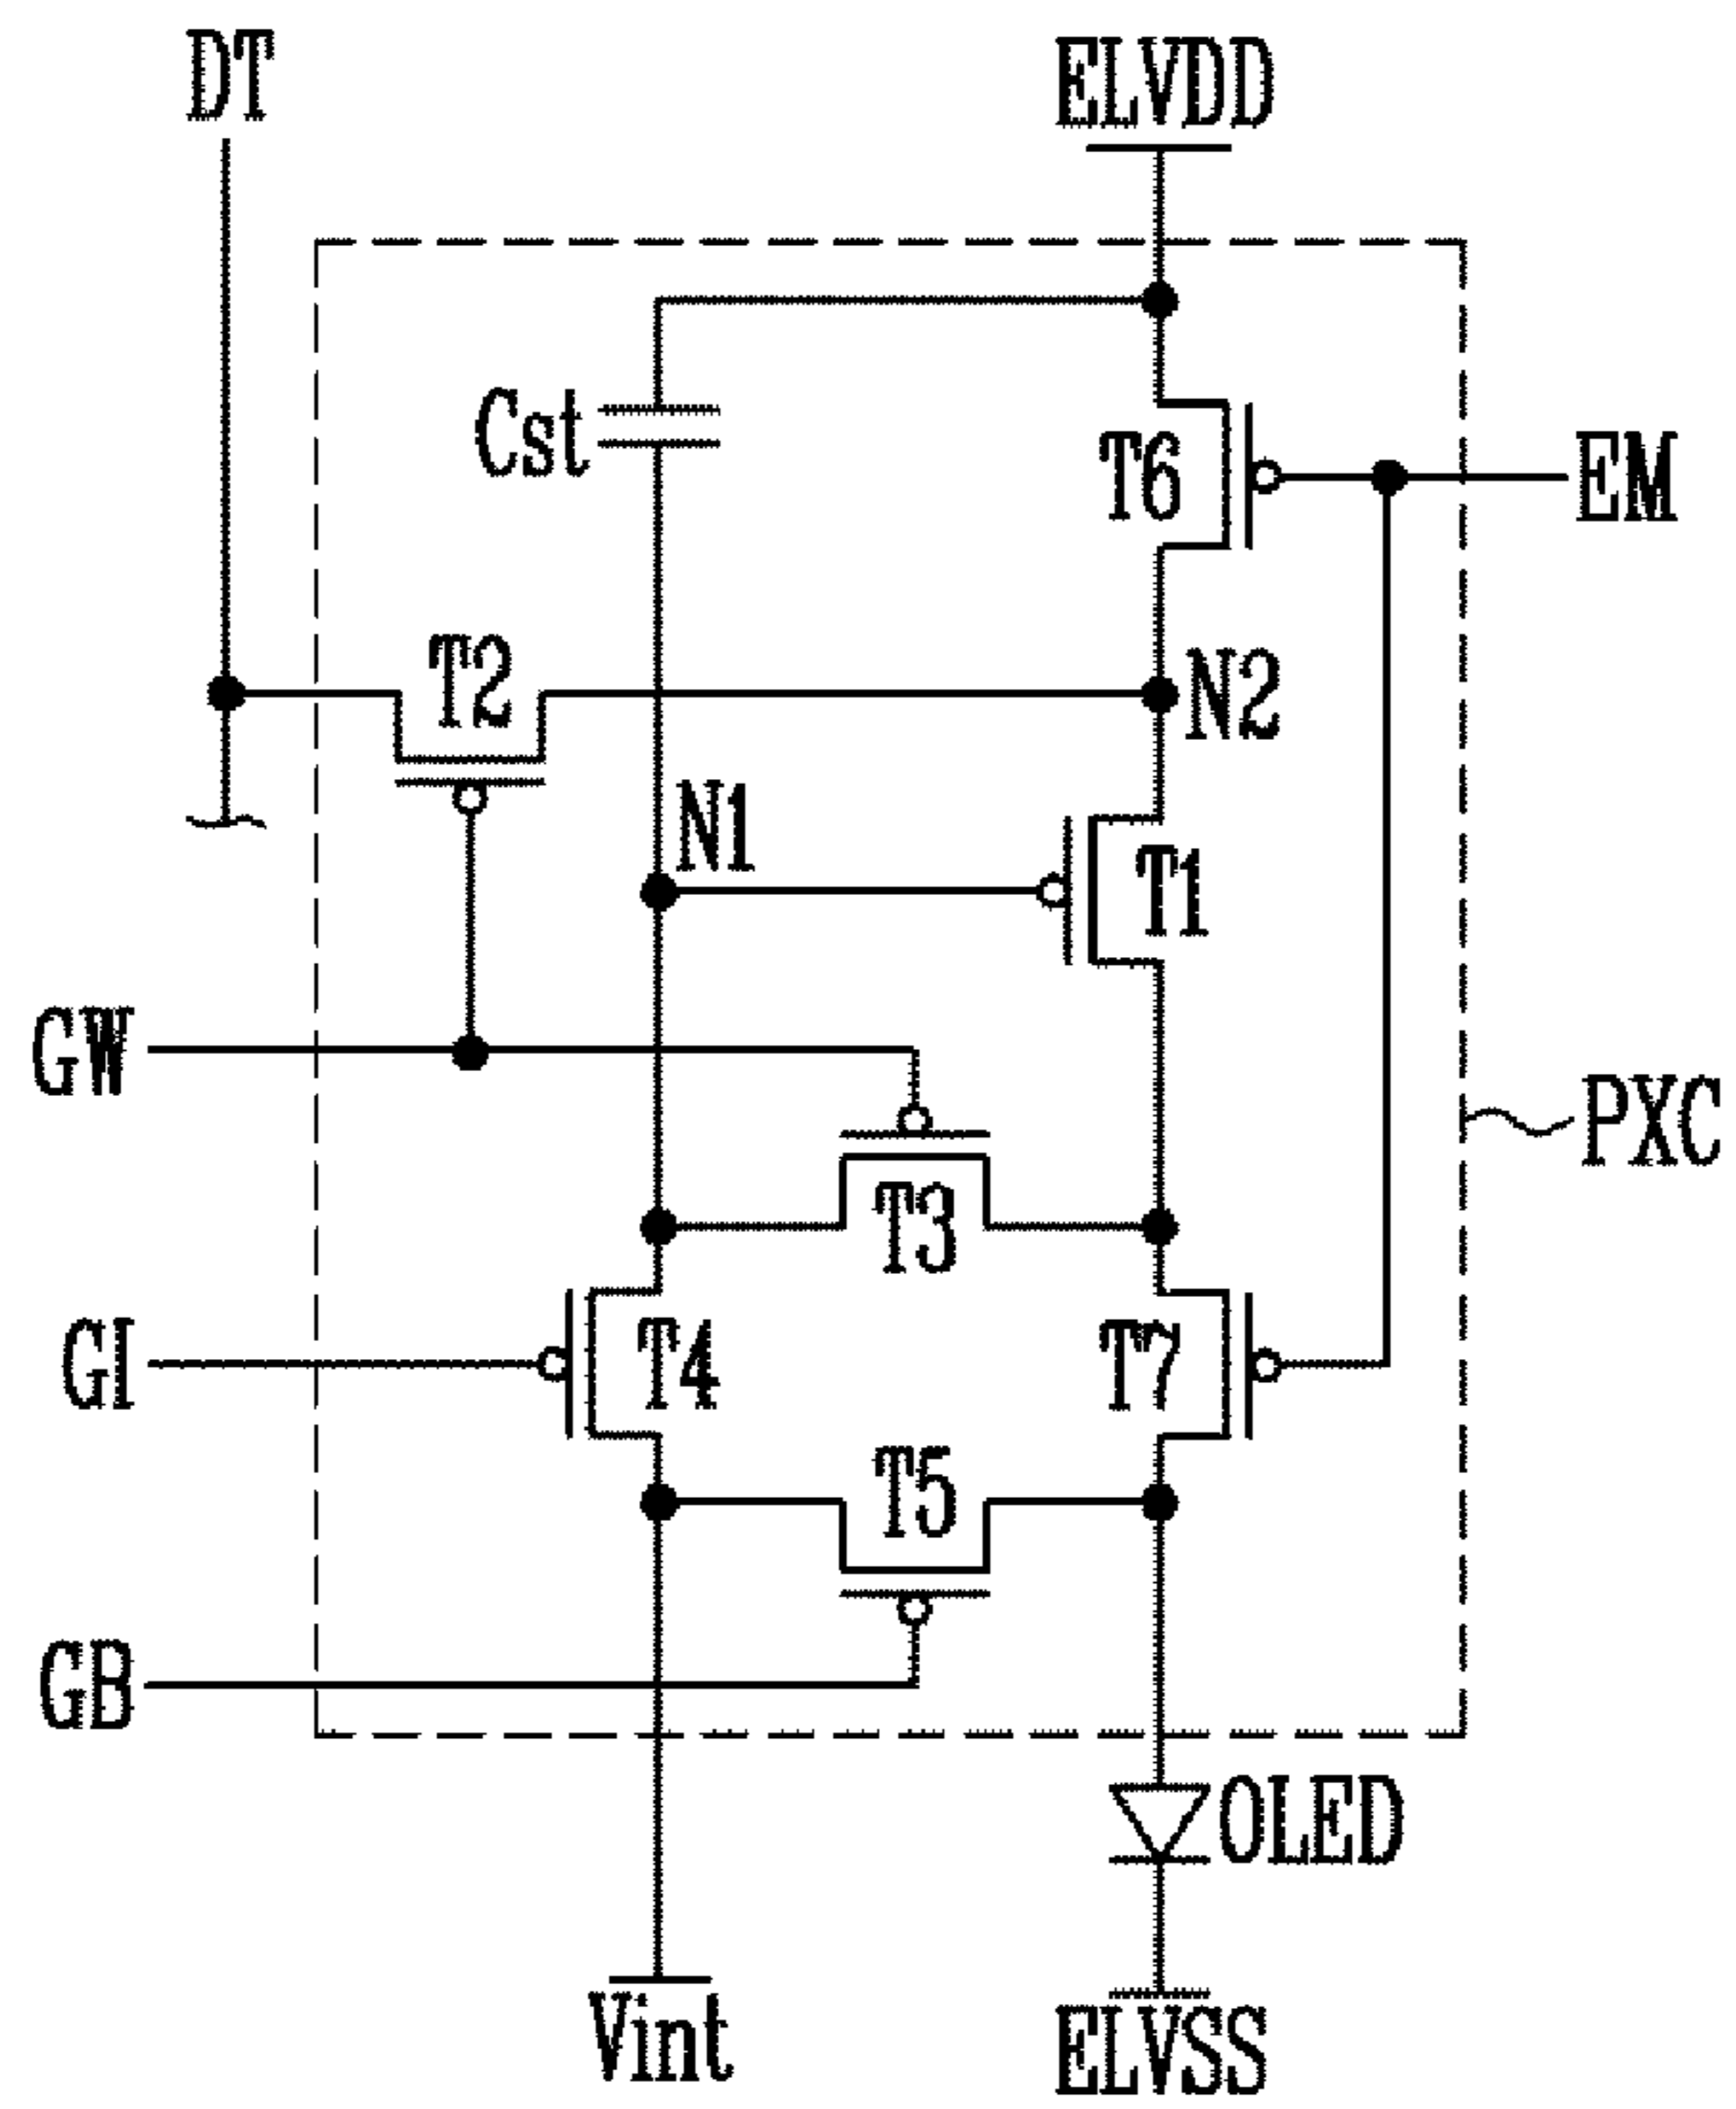 DT
ELVDD
Cst
T6
EM
T2
N2
N1
T1
GW
PXC
T3
GI
T4
T7
T5
GB
OLED
Vint
ELVSS